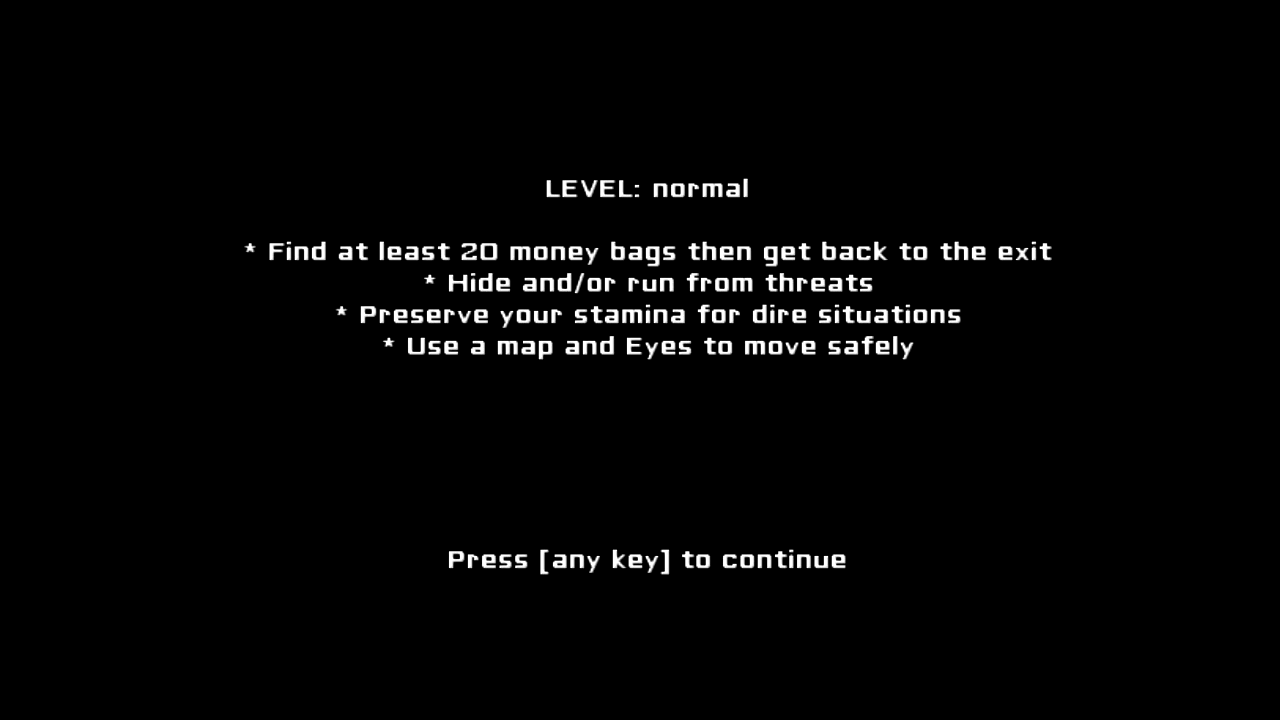 LEVEL: normal
* Find at least 20 money bags then get back to the exit
* Hide and/or run from threats
* Preserve your stamina for dire situations
* Use a map and Eyes to move safely
Press [any key] to continue